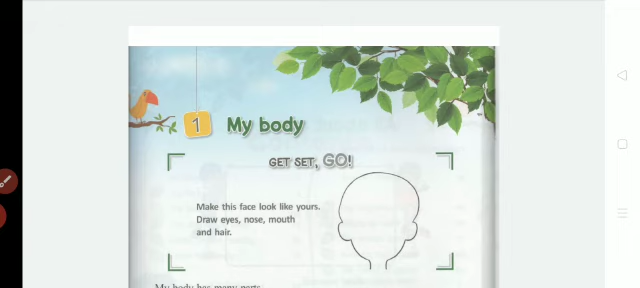 1 My body
GET SET, GO!
Make this face look like yours.
Draw eyes, nose, mouth
and hair.
My body has many parts